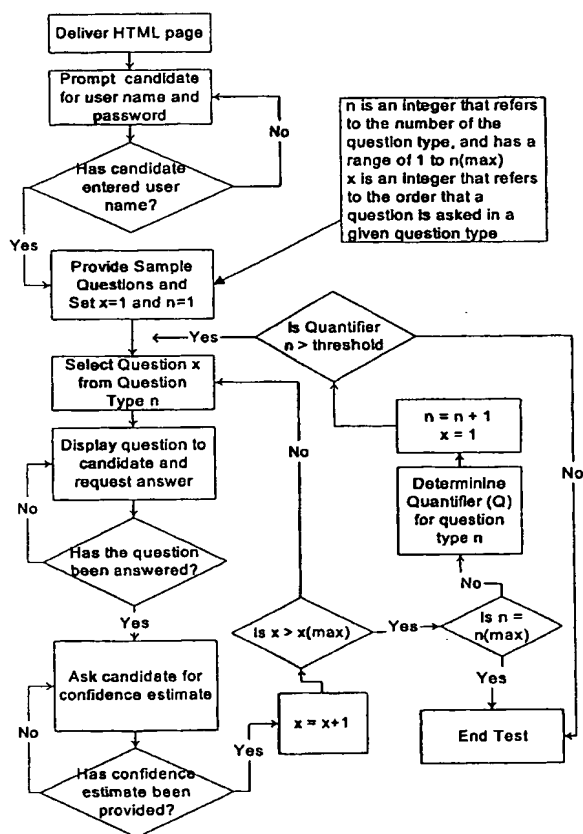 Deliver HTML page
Prompt candidate
for user name and
password
No
Has candidate
entered user
name?
Yes
n is an integer that refers
to the number of the
question type, and has a
range of 1 to n(max)
x is an integer that refers
to the order that a
question is asked in a
given question type
Provide Sample
Questions and
Set x=1 and n=1
Yes
Is Quantifier
n > threshold
Select Question x
from Question
Type n
No
n = n + 1
x = 1
No
Display question to
candidate and
request answer
No
Determinine
Quantifier (Q)
for question
type n
Has the question
been answered?
No
Yes
Is x > x(max)
Yes
Is n =
n(max)
Yes
Ask candidate for
confidence estimate
No
x = x+1
Yes
End Test
Has confidence
estimate been
provided?